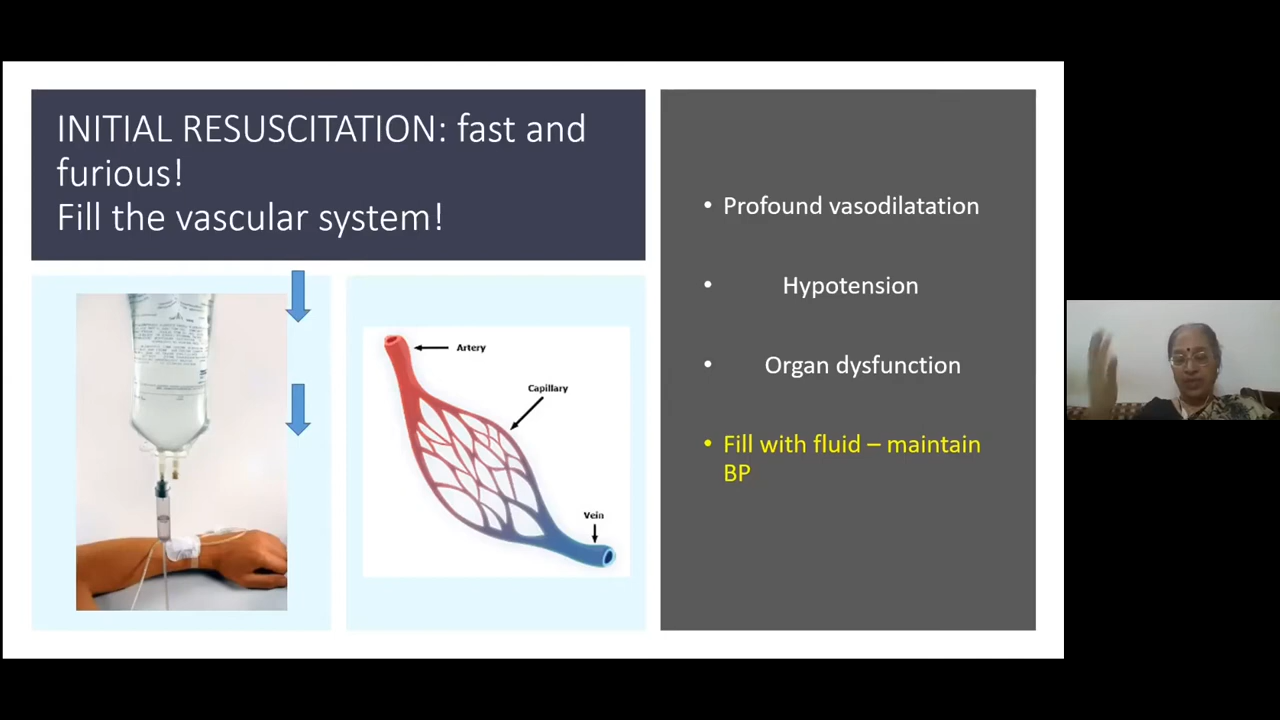 INITIAL RESUSCITATION: fast and
furious!
Fill the vascular system!
Artery
Capillary
Vein
• Profound vasodilatation
• Hypotension
• Organ dysfunction
• Fill with fluid – maintain
BP